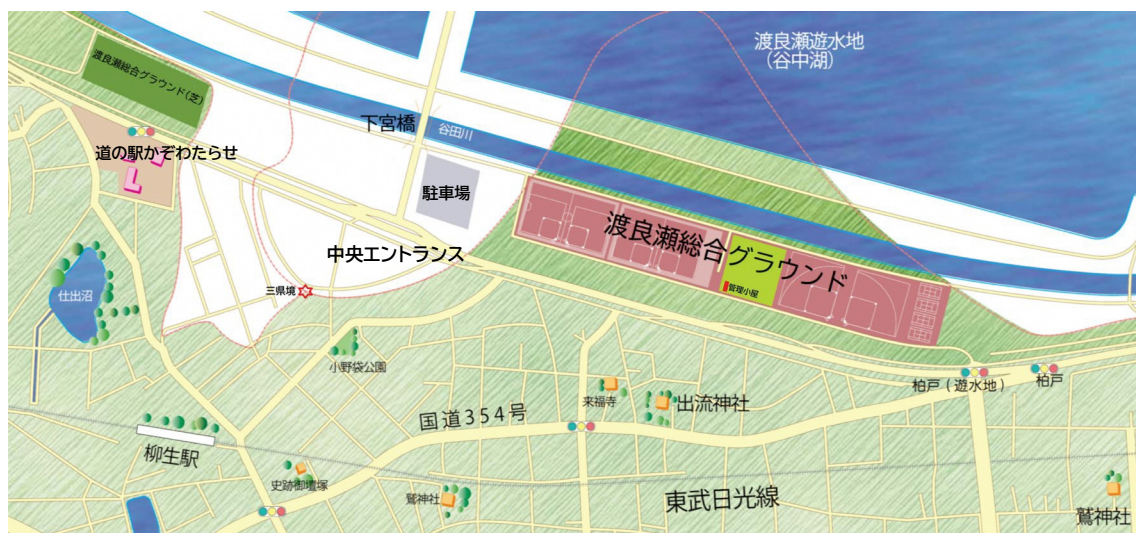 渡良瀬遊水地
(谷中湖)
渡良瀬総合グラウンド(芝)
下宮橋
谷田川
道の駅かぞわたらせ
駐車場
渡良瀬総合グラウンド
中央エントランス
三県境
管理小屋
仕出沼
小野袋公園
柏戸(遊水地)
柏戸
来福寺
出流神社
国道354号
柳生駅
史跡御壇塚
鷲神社
東武日光線
鷲神社